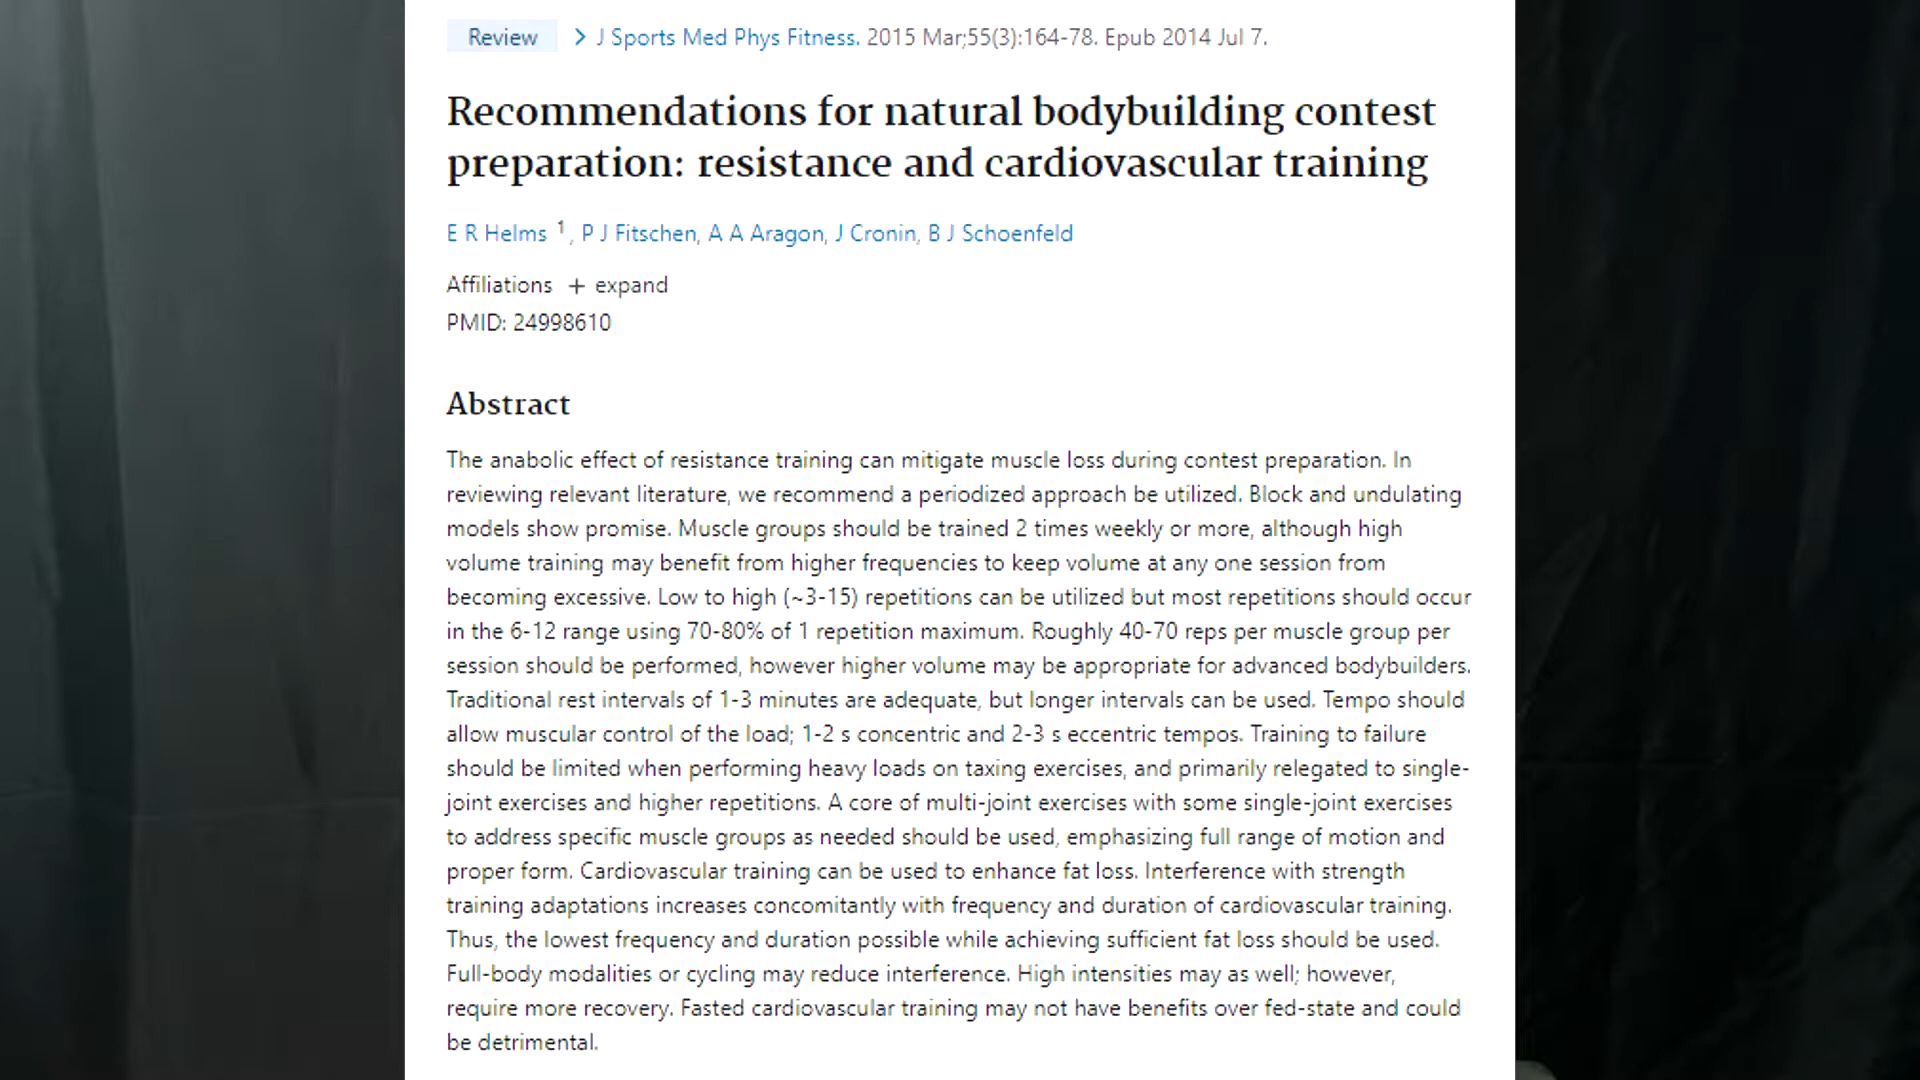 Review > J Sports Med Phys Fitness. 2015 Mar;55(3):164-78. Epub 2014 Jul 7.
Recommendations for natural bodybuilding contest
preparation: resistance and cardiovascular training
E R Helms 1, P J Fitschen, A A Aragon, J Cronin, B J Schoenfeld
Affiliations + expand
PMID: 24998610
Abstract
The anabolic effect of resistance training can mitigate muscle loss during contest preparation. In
reviewing relevant literature, we recommend a periodized approach be utilized. Block and undulating
models show promise. Muscle groups should be trained 2 times weekly or more, although high
volume training may benefit from higher frequencies to keep volume at any one session from
becoming excessive. Low to high (~3-15) repetitions can be utilized but most repetitions should occur
in the 6-12 range using 70-80% of 1 repetition maximum. Roughly 40-70 reps per muscle group per
session should be performed, however higher volume may be appropriate for advanced bodybuilders.
Traditional rest intervals of 1-3 minutes are adequate, but longer intervals can be used. Tempo should
allow muscular control of the load; 1-2 s concentric and 2-3 s eccentric tempos. Training to failure
should be limited when performing heavy loads on taxing exercises, and primarily relegated to single-
joint exercises and higher repetitions. A core of multi-joint exercises with some single-joint exercises
to address specific muscle groups as needed should be used, emphasizing full range of motion and
proper form. Cardiovascular training can be used to enhance fat loss. Interference with strength
training adaptations increases concomitantly with frequency and duration of cardiovascular training.
Thus, the lowest frequency and duration possible while achieving sufficient fat loss should be used.
Full-body modalities or cycling may reduce interference. High intensities may as well; however,
require more recovery. Fasted cardiovascular training may not have benefits over fed-state and could
be detrimental.